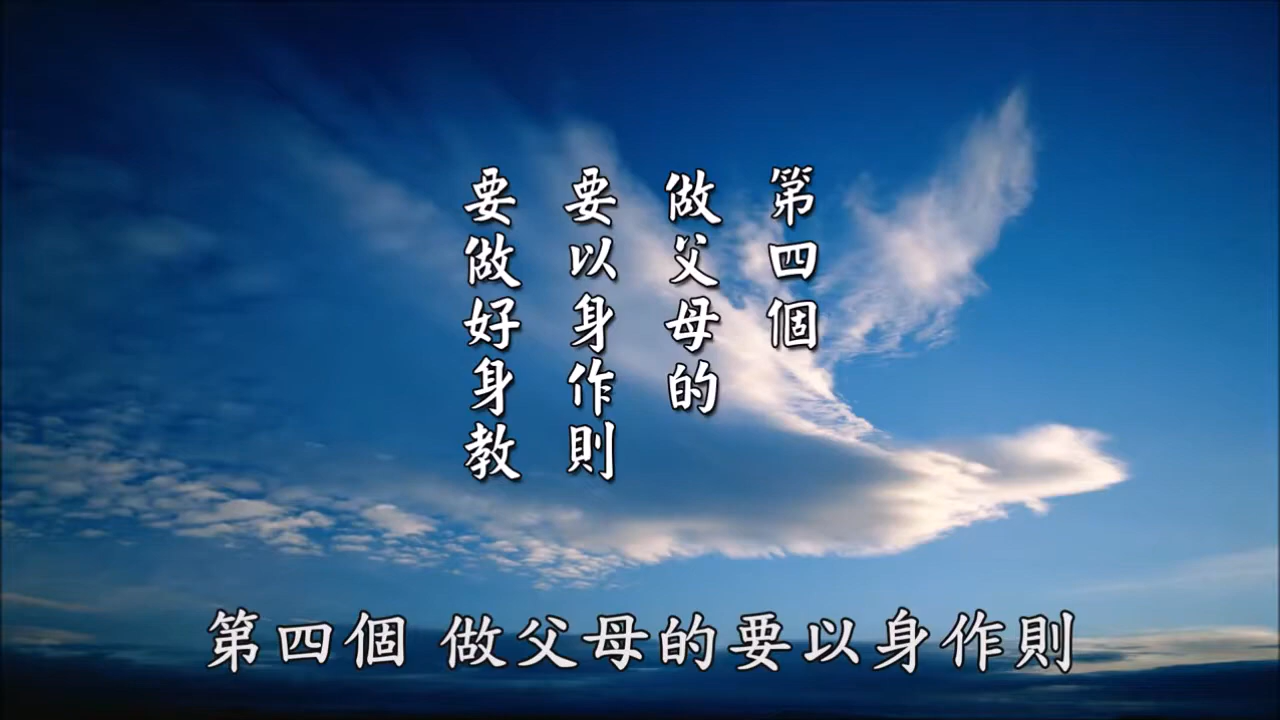 第四個
做父母的
要以身作則
要做好身教
第四個 做父母的要以身作則